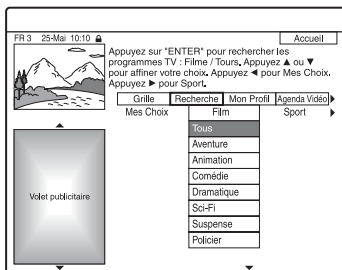 FR 3 25-Mai 10:10
Accueil
Appuyez sur "ENTER" pour rechercher les
programmes TV : Filme / Tours. Appuyez ▲ ou ▼
pour affiner votre choix. Appuyez ◄ pour Mes Choix.
Appuyez ► pour Sport.
Grille Recherche Mon Profil Agenda Vidéo
Mes Choix Film Sport
Tous
Aventure
Animation
Comédie
Dramatique
Sci-Fi
Suspense
Policier
Volet publicitaire